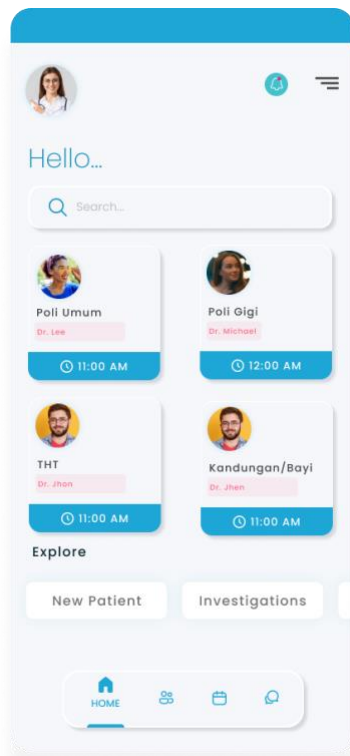 Hello...
Search...
Poli Umum
Dr. Lee
11:00 AM
Poli Gigi
Dr. Michael
12:00 AM
THT
Dr. Jhon
11:00 AM
Kandungan/Bayi
Dr. Jhen
11:00 AM
Explore
New Patient
Investigations
HOME